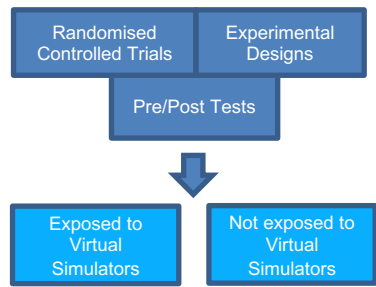 Randomised
Controlled Trials
Experimental
Designs
Pre/Post Tests
Exposed to
Virtual
Simulators
Not exposed to
Virtual
Simulators